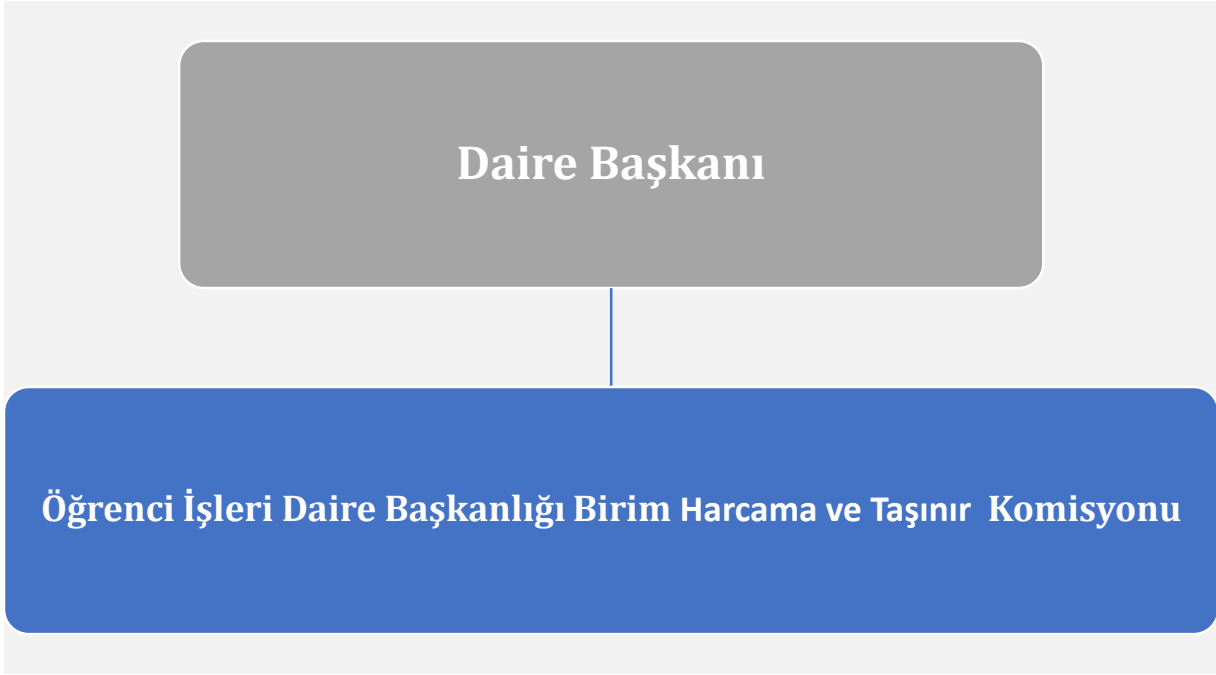 Daire Başkanı
Öğrenci İşleri Daire Başkanlığı Birim Harcama ve Taşınır Komisyonu